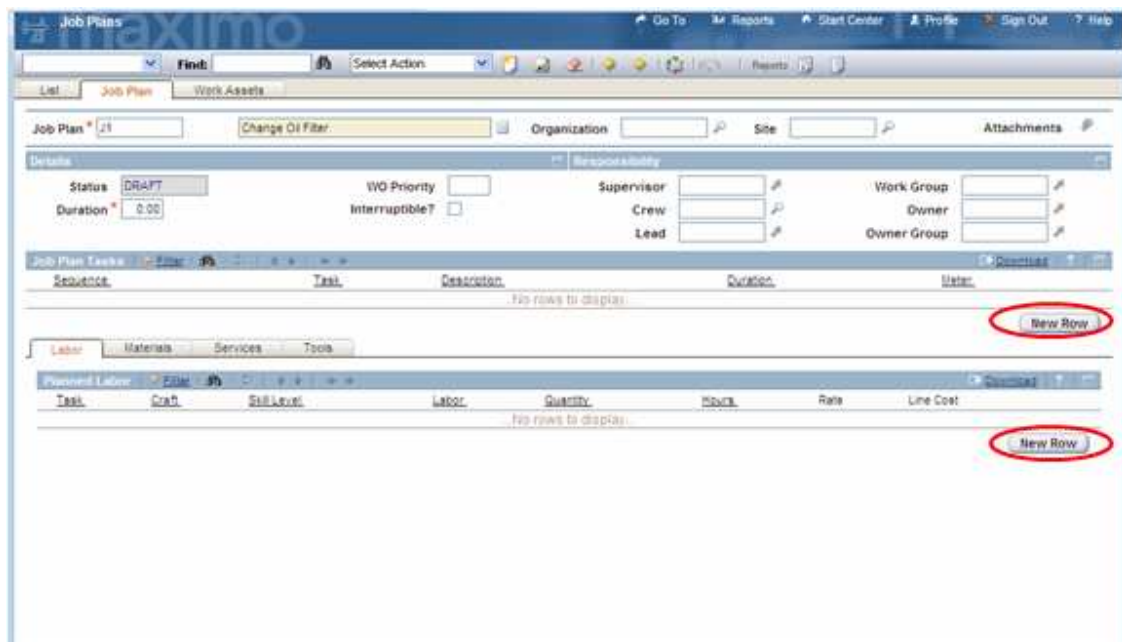 Job Plans maximo Go To Reports Start Center Profile Sign Out ? Help
Find: Select Action Reports
List Job Plan Work Assets
Job Plan * Change Oil Filter Organization Site Attachments
Details Responsibility
Status DRAFT WO Priority Supervisor Work Group
Duration * 0:00 Interruptible? Crew Owner
Lead Owner Group
Job Plan Tasks Filter Download
Sequence Task Description Duration Meter
...No rows to display...
New Row
Labor Materials Services Tools
Planned Labor Filter Download
Task Craft Skill Level Labor Quantity Hours Rate Line Cost
...No rows to display...
New Row